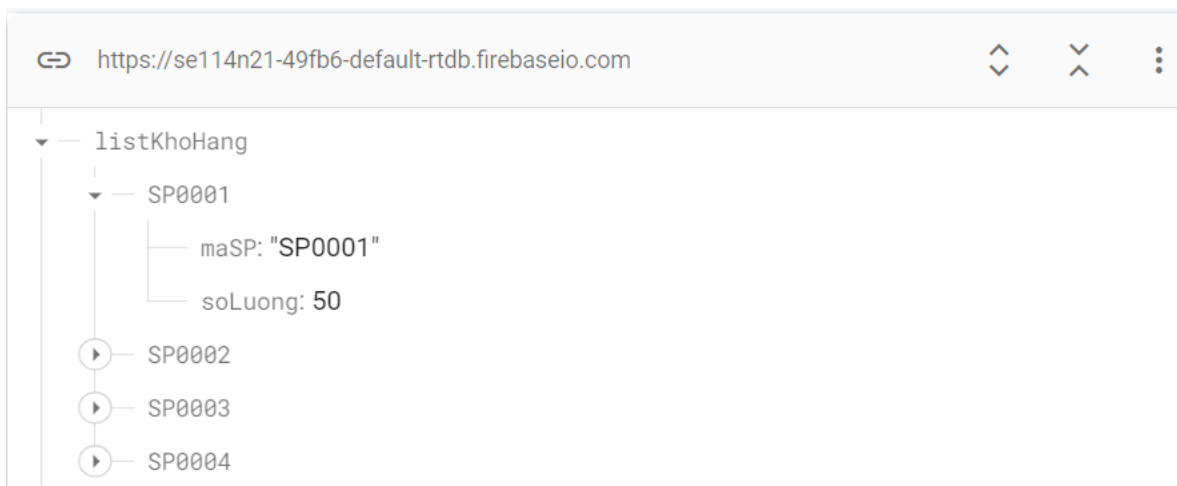 https://se114n21-49fb6-default-rtdb.firebaseio.com
listKhoHang
SP0001
maSP: "SP0001"
soLuong: 50
SP0002
SP0003
SP0004